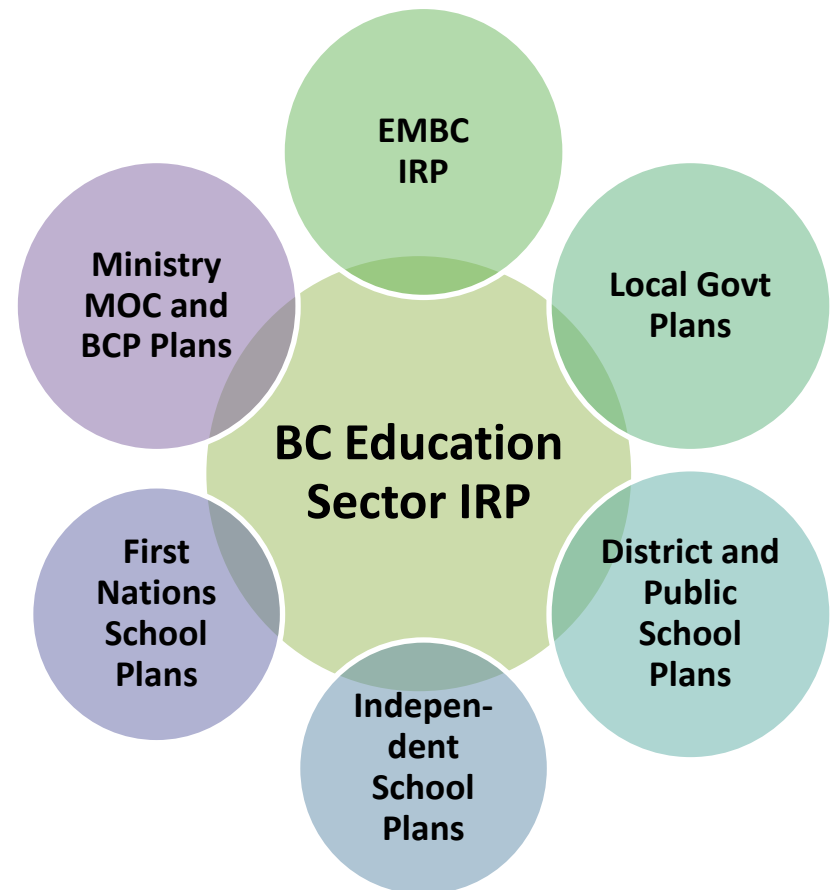 EMBC
IRP
Ministry
MOC and
BCP Plans
Local Govt
Plans
BC Education
Sector IRP
First
Nations
School
Plans
District and
Public
School
Plans
Indepen-
dent
School
Plans